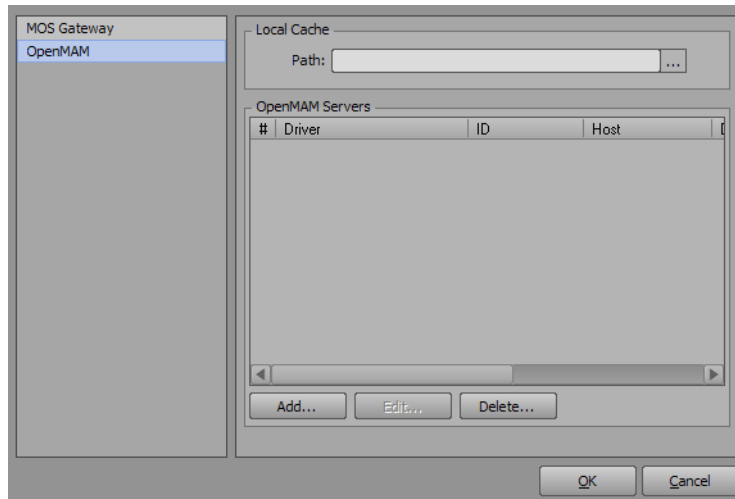 MOS Gateway
OpenMAM
Local Cache
Path: ...
OpenMAM Servers
# Driver ID Host
Add... Edit... Delete...
OK Cancel